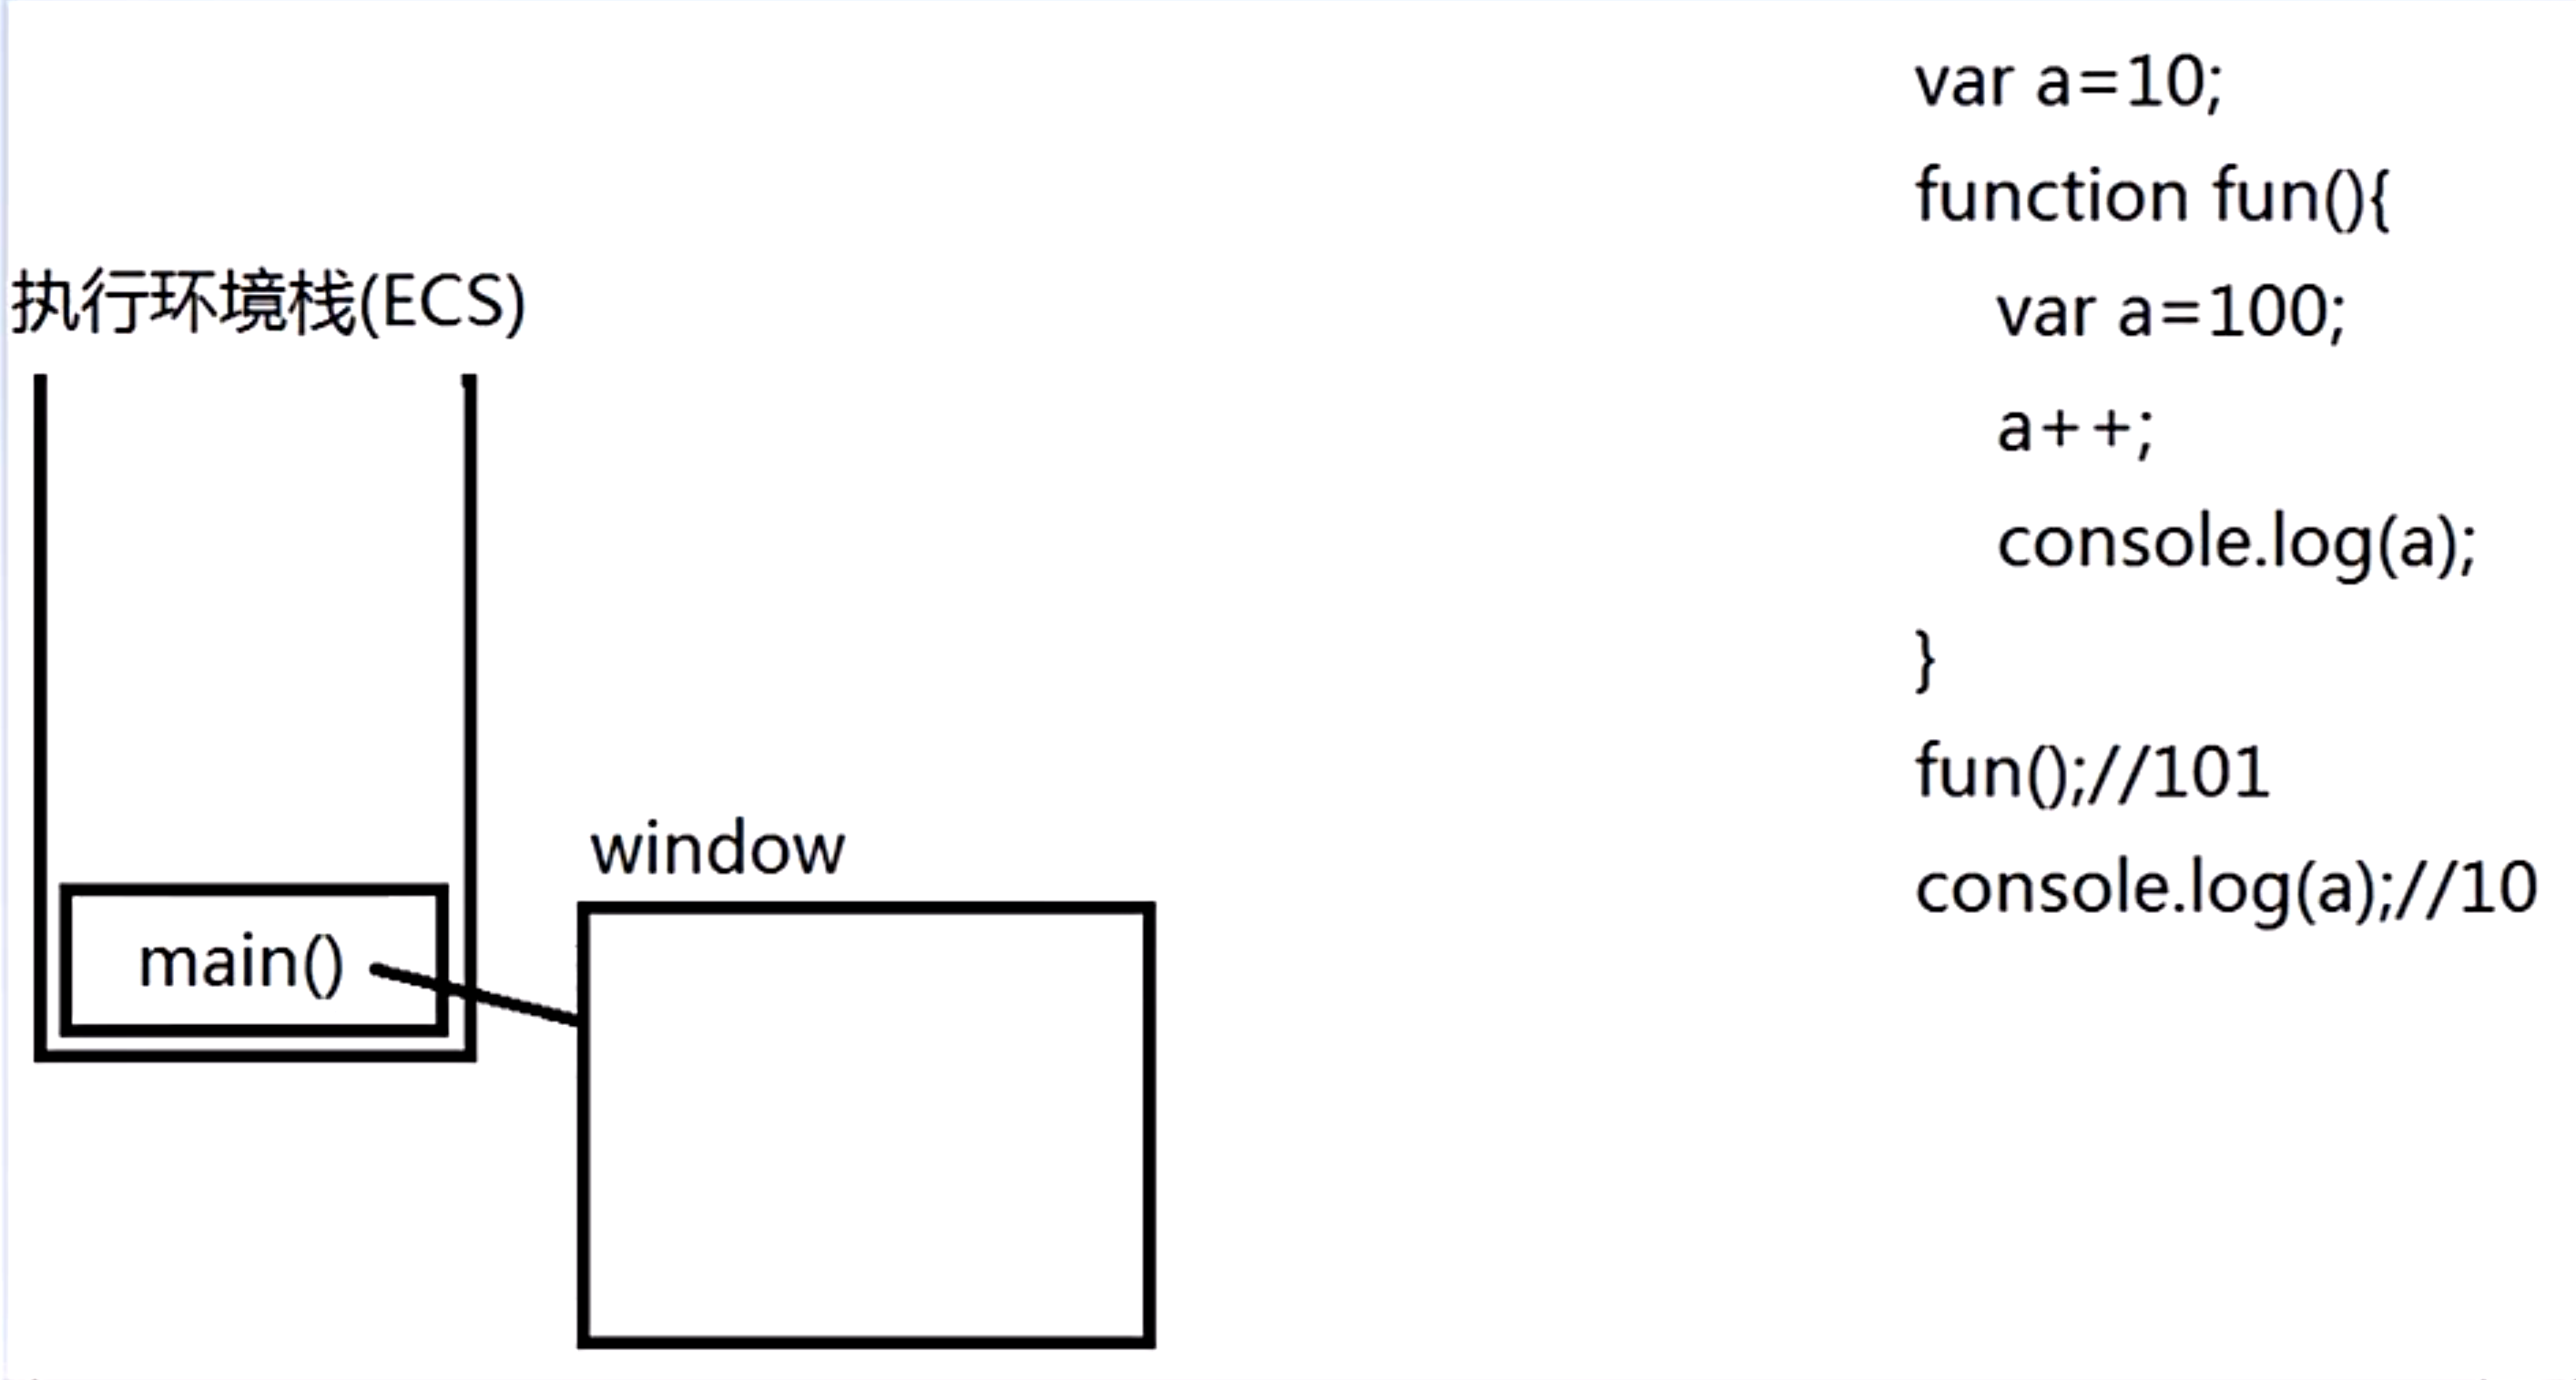 执行环境栈(ECS)
main()
window
var a=10;
function fun(){
var a=100;
a++;
console.log(a);
}
fun();//101
console.log(a);//10